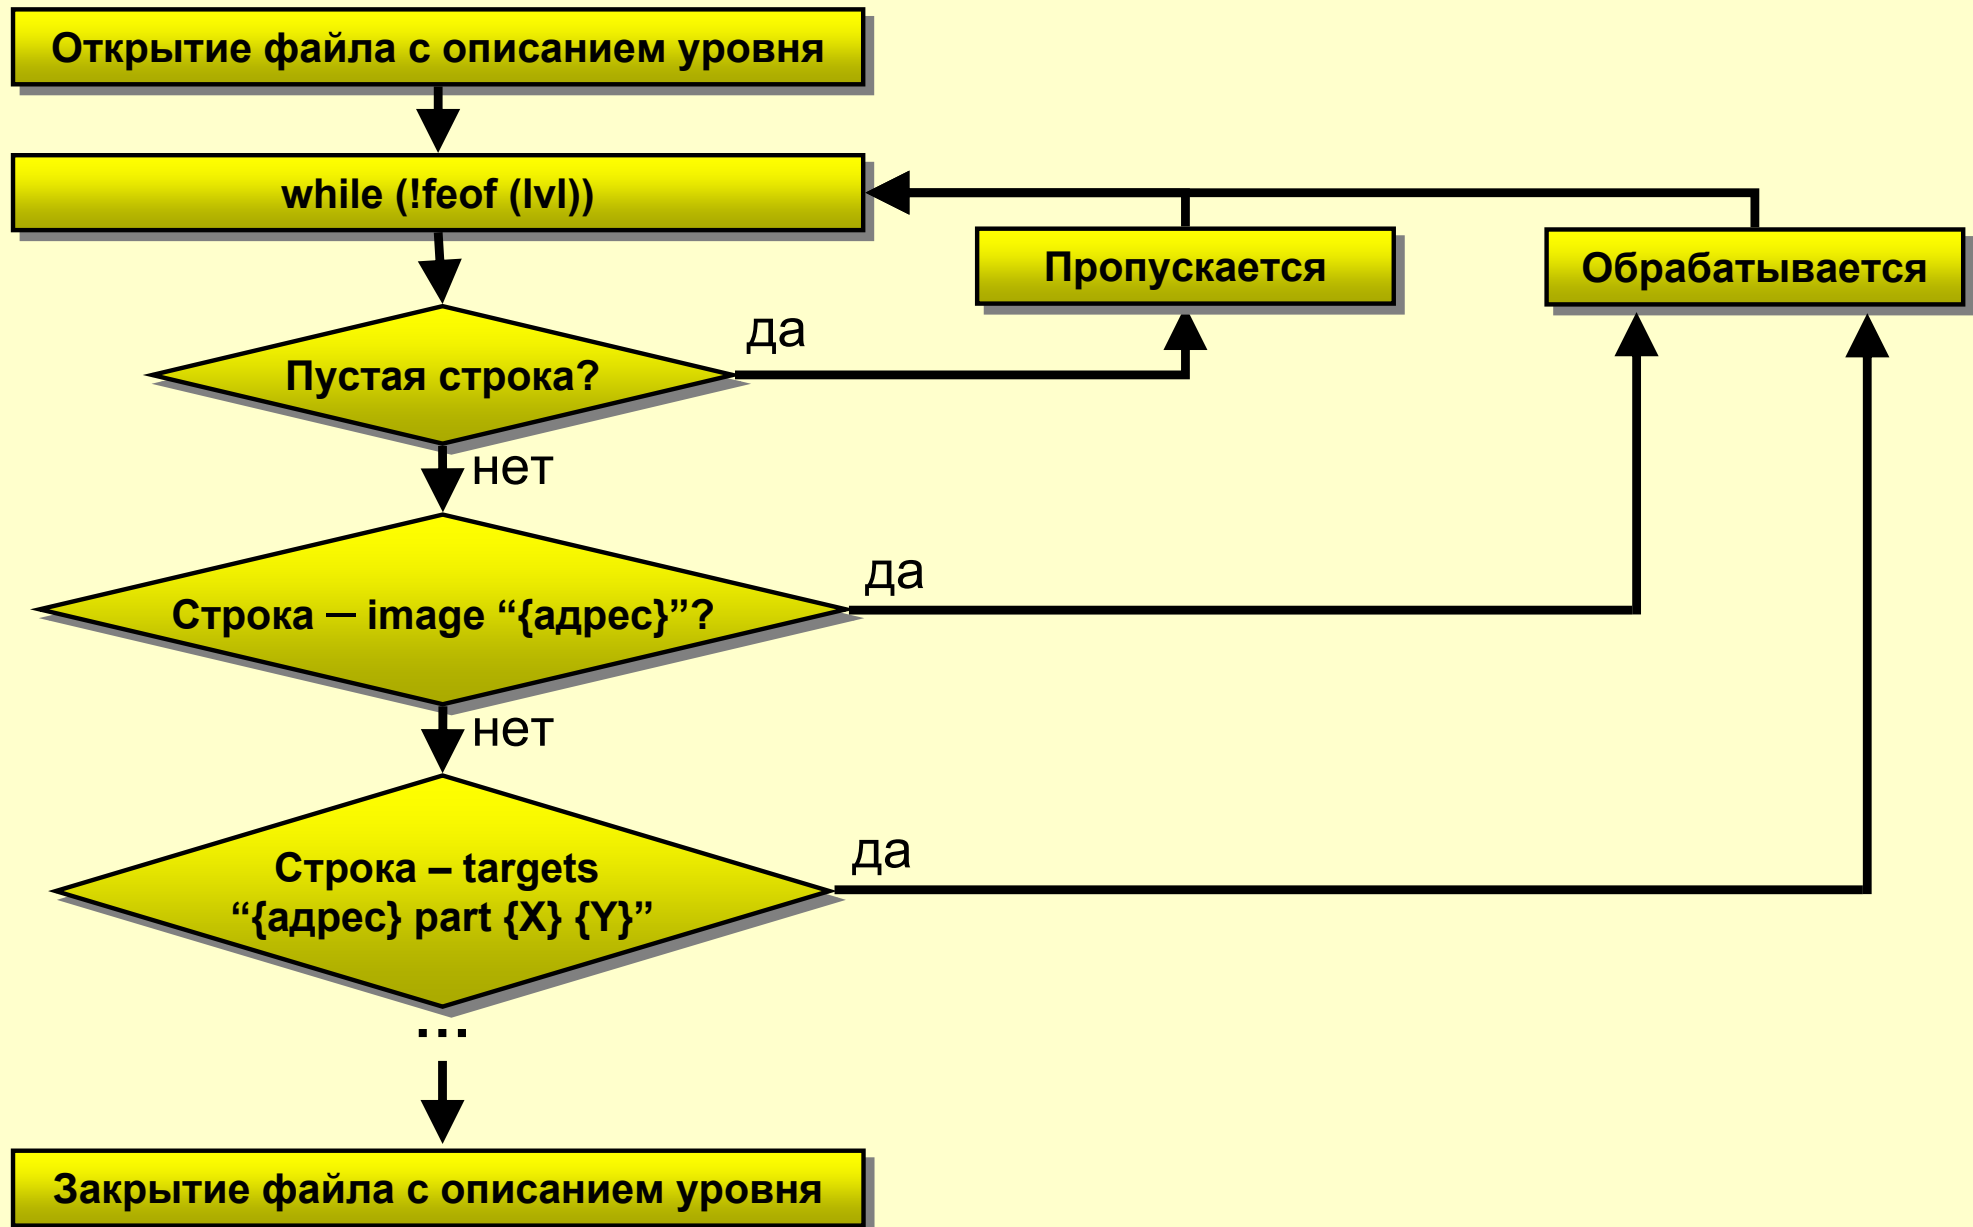 Открытие файла с описанием уровня
while (!feof (lvl))
Пропускается
Обрабатывается
да
Пустая строка?
нет
да
Строка — image “{адрес}”?
нет
да
Строка – targets
“{адрес} part {X} {Y}”
...
Закрытие файла с описанием уровня